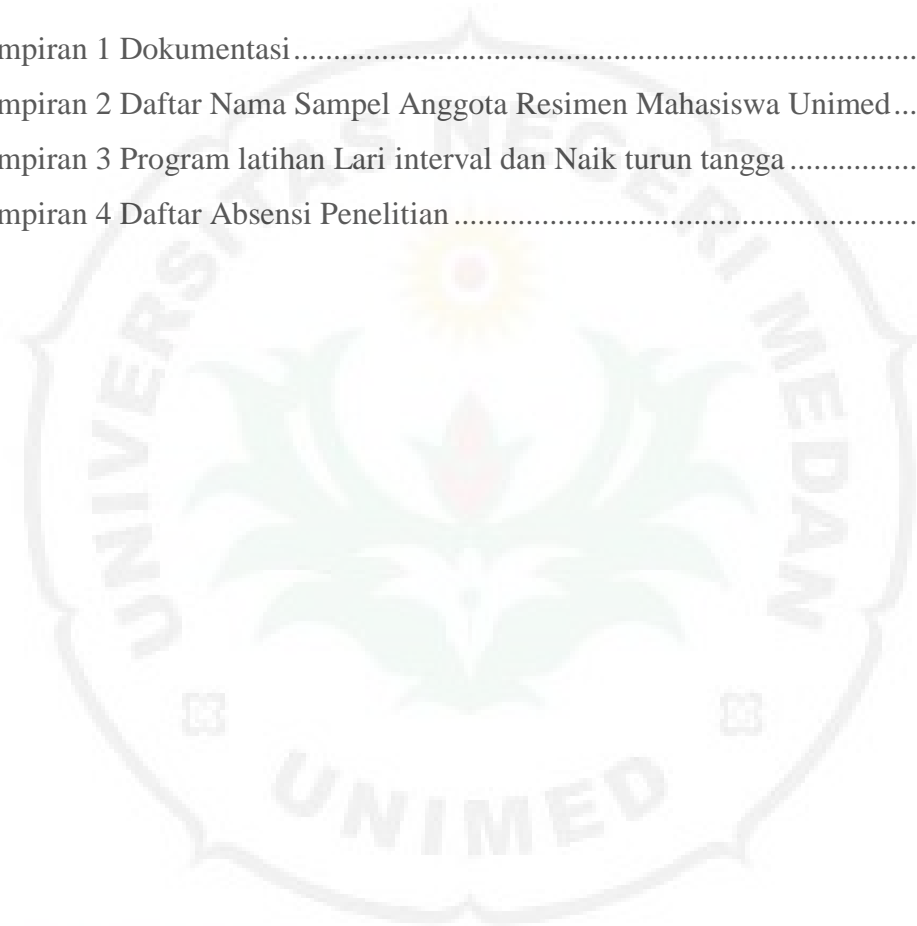 mpiran 1 Dokumentasi................................................................................
mpiran 2 Daftar Nama Sampel Anggota Resimen Mahasiswa Unimed...
mpiran 3 Program latihan Lari interval dan Naik turun tangga................
mpiran 4 Daftar Absensi Penelitian..........................................................
UNIVERSITAS NEGERI MEDAN
UNIMED